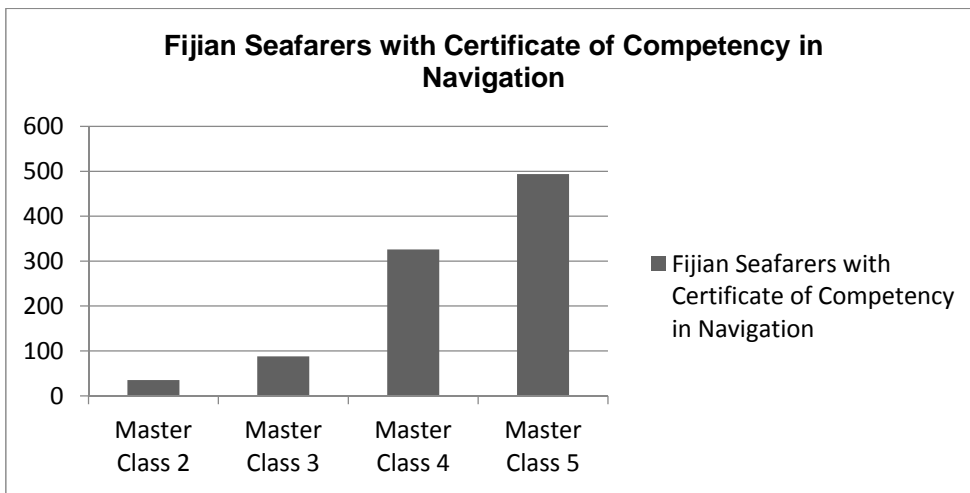 Fijian Seafarers with Certificate of Competency in
Navigation
600
500
400
300
200
100
0
Master
Class 2
Master
Class 3
Master
Class 4
Master
Class 5
Fijian Seafarers with
Certificate of Competency
in Navigation